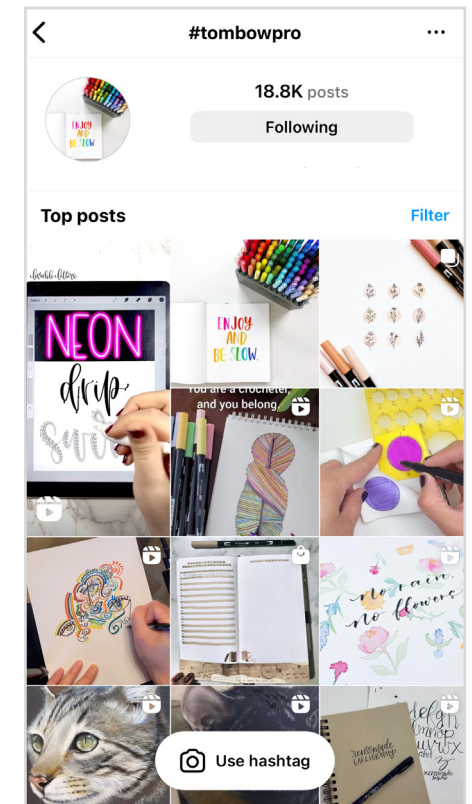 #tombowpro
18.8K posts
ENJOY
AND
BE SLOW.
Following
Top posts
Filter
NEON
drip
ENJOY
AND
BE SLOW.
You are a crocheter,
and you belong
no rain,
no flowers
and
Use hashtag